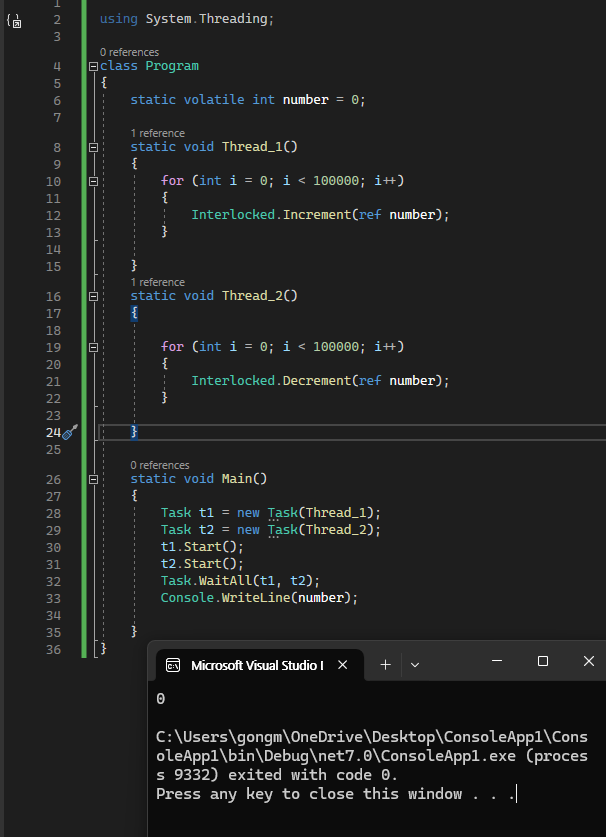 1
2 using System.Threading;
3
0 references
4 class Program
5 {
6 static volatile int number = 0;
7
1 reference
8 static void Thread_1()
9 {
10 for (int i = 0; i < 100000; i++)
11 {
12 Interlocked.Increment(ref number);
13 }
14
15 }
1 reference
16 static void Thread_2()
17 {
18
19 for (int i = 0; i < 100000; i++)
20 {
21 Interlocked.Decrement(ref number);
22 }
23
24 }
25
0 references
26 static void Main()
27 {
28 Task t1 = new Task(Thread_1);
29 Task t2 = new Task(Thread_2);
30 t1.Start();
31 t2.Start();
32 Task.WaitAll(t1, t2);
33 Console.WriteLine(number);
34
35 }
36 }
Microsoft Visual Studio I
0
C:\Users\gongm\OneDrive\Desktop\ConsoleApp1\Cons
oleApp1\bin\Debug\net7.0\ConsoleApp1.exe (proces
s 9332) exited with code 0.
Press any key to close this window . . .